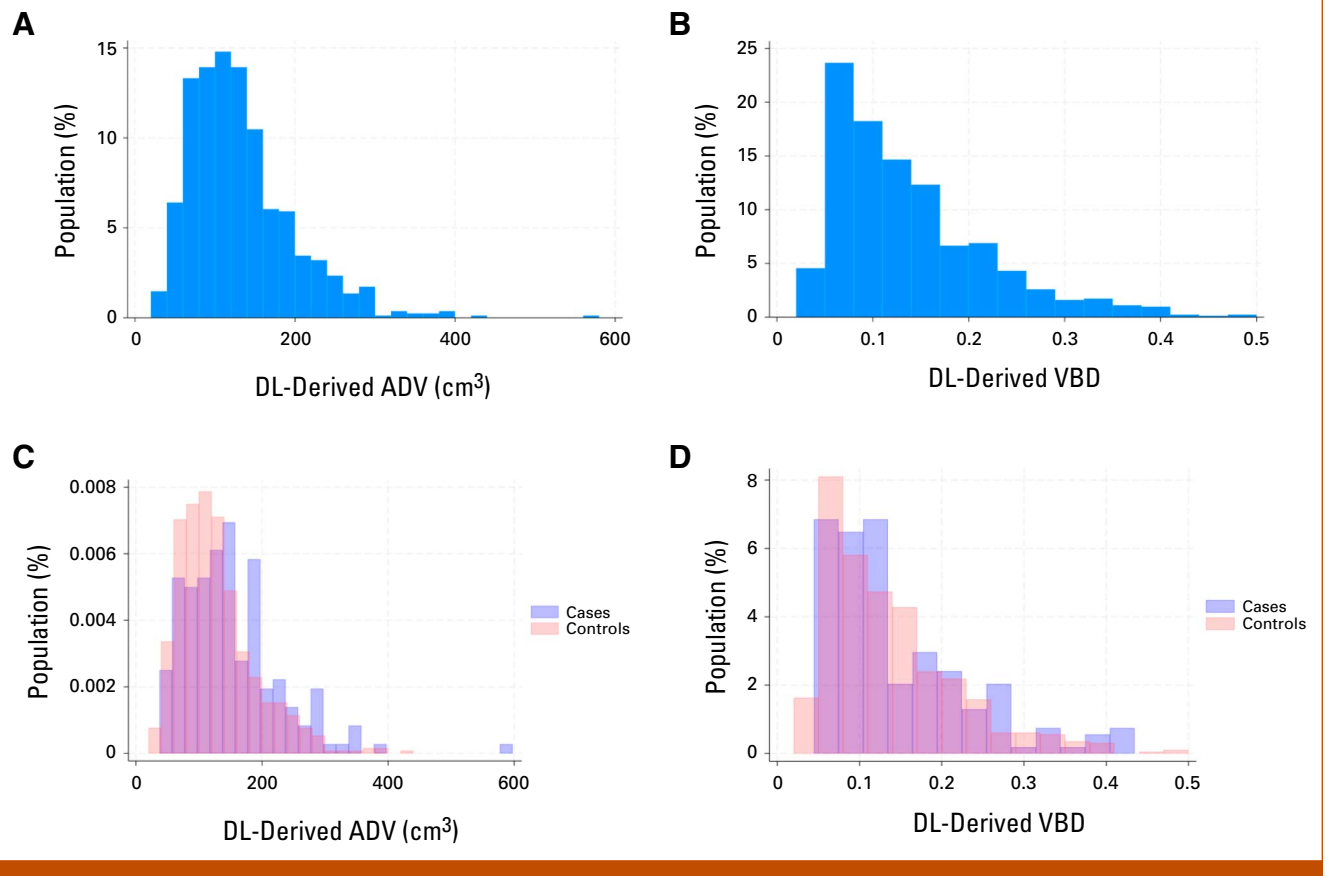 A
Population (%)
15
10
5
0
0 200 400 600
DL-Derived ADV (cm³)
B
Population (%)
25
20
15
10
5
0
0 0.1 0.2 0.3 0.4 0.5
DL-Derived VBD
C
Population (%)
0.008
0.006
0.004
0.002
0
0 200 400 600
DL-Derived ADV (cm³)
Cases
Controls
D
Population (%)
8
6
4
2
0
0 0.1 0.2 0.3 0.4 0.5
DL-Derived VBD
Cases
Controls